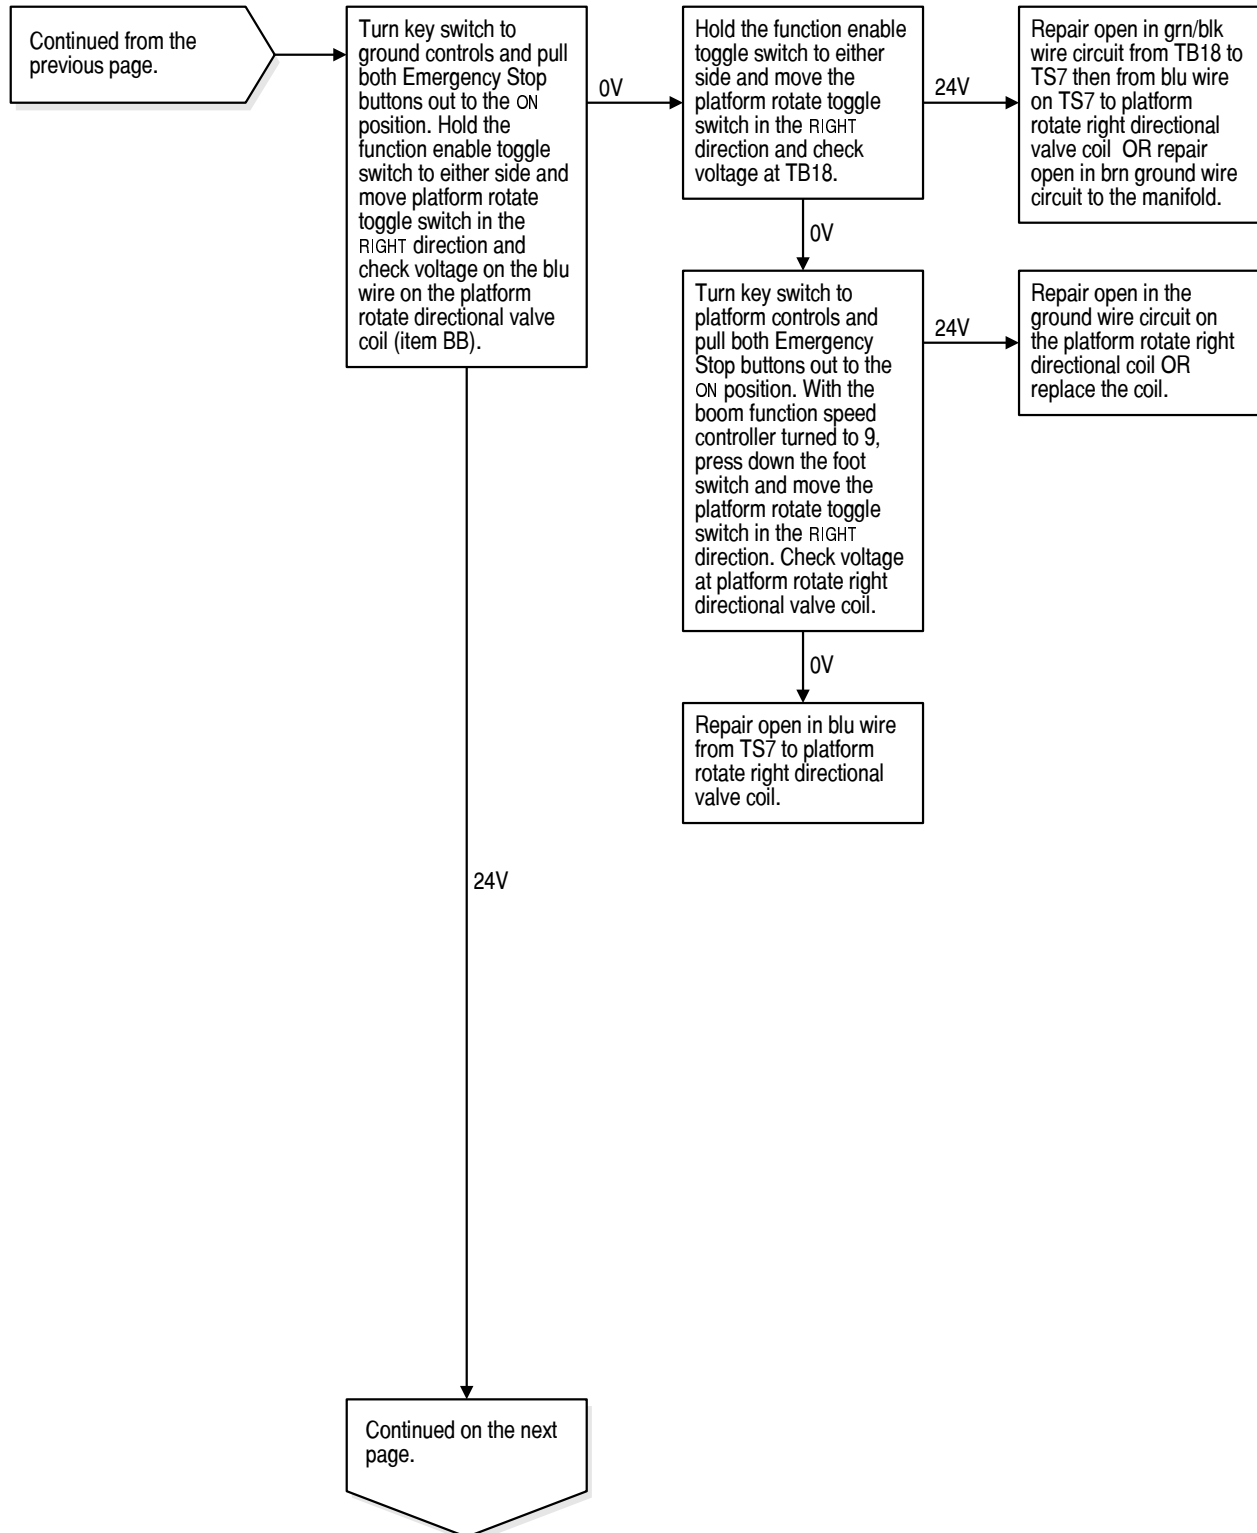 Continued from the
previous page.
Turn key switch to
ground controls and pull
both Emergency Stop
buttons out to the ON
position. Hold the
function enable toggle
switch to either side and
move platform rotate
toggle switch in the
RIGHT direction and
check voltage on the blu
wire on the platform
rotate directional valve
coil (item BB).
0V
Hold the function enable
toggle switch to either
side and move the
platform rotate toggle
switch in the RIGHT
direction and check
voltage at TB18.
24V
Repair open in grn/blk
wire circuit from TB18 to
TS7 then from blu wire
on TS7 to platform
rotate right directional
valve coil OR repair
open in brn ground wire
circuit to the manifold.
0V
Turn key switch to
platform controls and
pull both Emergency
Stop buttons out to the
ON position. With the
boom function speed
controller turned to 9,
press down the foot
switch and move the
platform rotate toggle
switch in the RIGHT
direction. Check voltage
at platform rotate right
directional valve coil.
24V
Repair open in the
ground wire circuit on
the platform rotate right
directional coil OR
replace the coil.
0V
Repair open in blu wire
from TS7 to platform
rotate right directional
valve coil.
24V
Continued on the next
page.